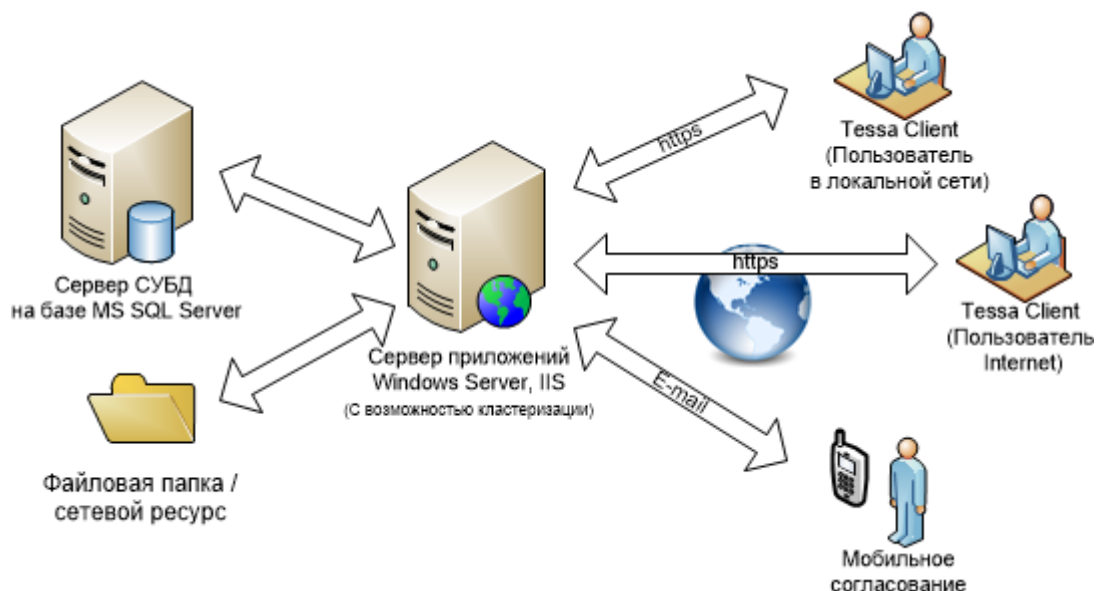 https
Tessa Client
(Пользователь
в локальной сети)
Сервер СУБД
на базе MS SQL Server
https
Tessa Client
(Пользователь
Internet)
Сервер приложений
Windows Server, IIS
(С возможностью кластеризации)
E-mail
Файловая папка /
сетевой ресурс
Мобильное
согласование